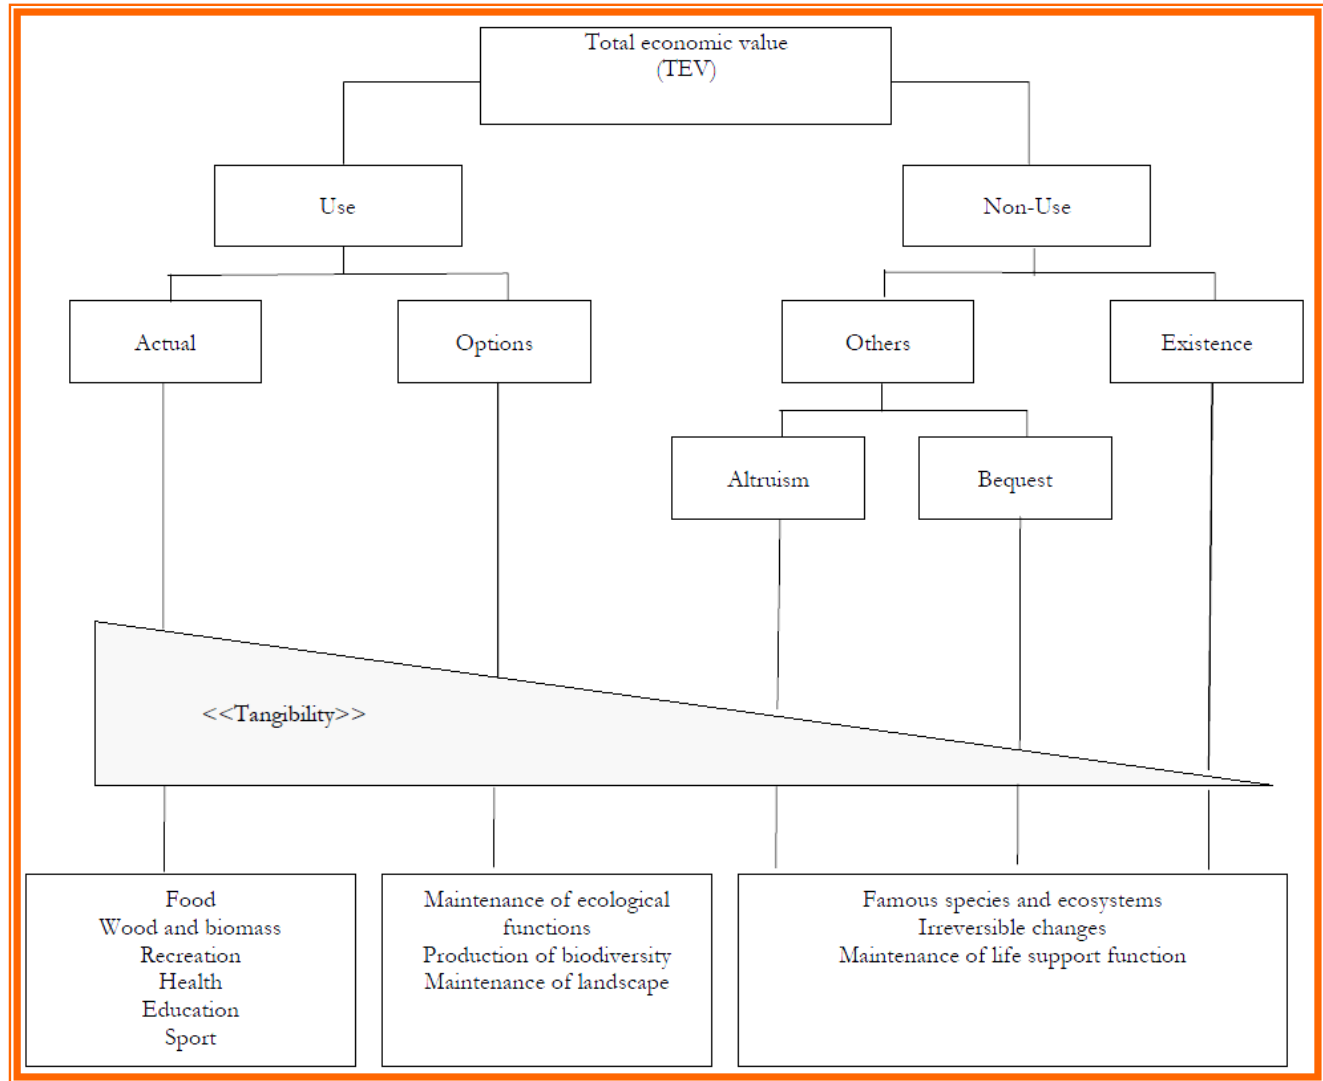 Total economic value
(TEV)
Use
Non-Use
Actual
Options
Others
Existence
Altruism
Bequest
<<Tangibility>>
Food
Wood and biomass
Recreation
Health
Education
Sport
Maintenance of ecological
functions
Production of biodiversity
Maintenance of landscape
Famous species and ecosystems
Irreversible changes
Maintenance of life support function